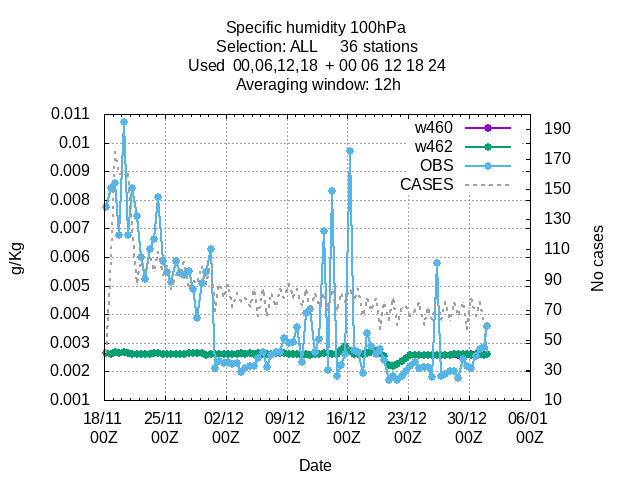 Specific humidity 100hPa
Selection: ALL 36 stations
Used 00,06,12,18 + 00 06 12 18 24
Averaging window: 12h
0.011
0.01
0.009
0.008
0.007
0.006
0.005
0.004
0.003
0.002
0.001
g/Kg
w460
w462
OBS
CASES
190
170
150
130
110
90
70
50
30
10
No cases
18/11 25/11 02/12 09/12 16/12 23/12 30/12 06/01
00Z 00Z 00Z 00Z 00Z 00Z 00Z 00Z
Date